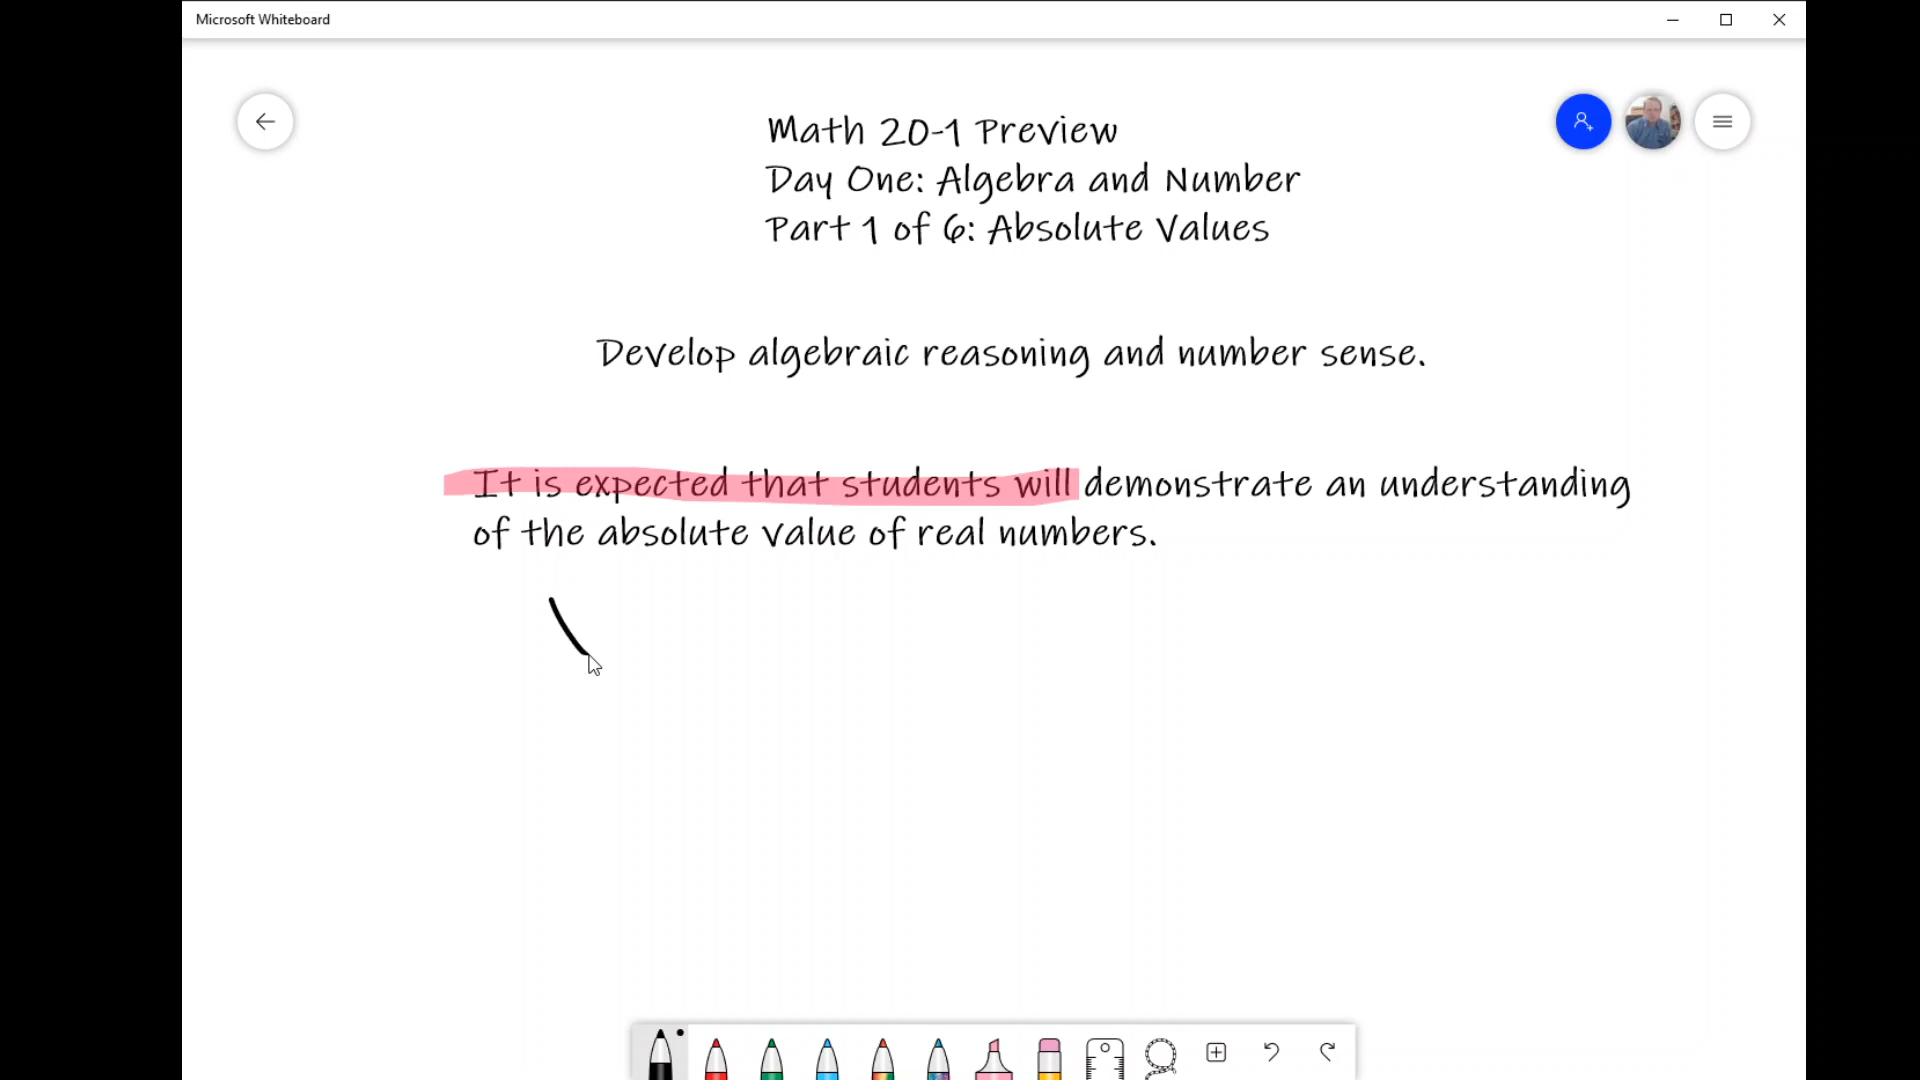 Microsoft Whiteboard
Math 20-1 Preview
Day One: Algebra and Number
Part 1 of 6: Absolute Values
Develop algebraic reasoning and number sense.
It is expected that students will demonstrate an understanding
of the absolute value of real numbers.